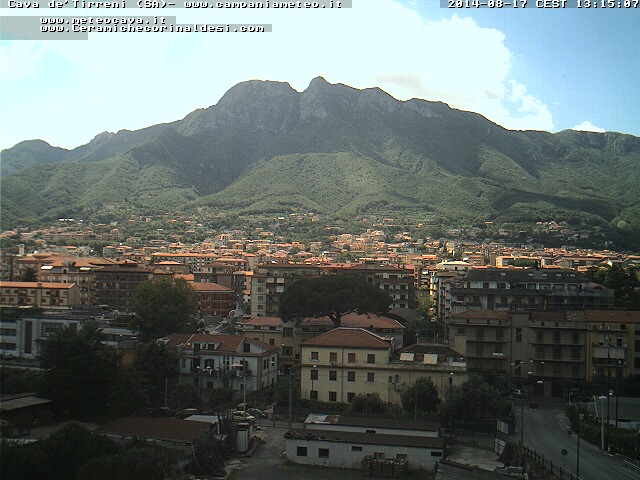 Cava de'Tirreni (SA)- www.campaniameteo.it 2014-08-17 CEST 13:15:07
www.meteocava.it
www.Ceramichecorinaldesi.com